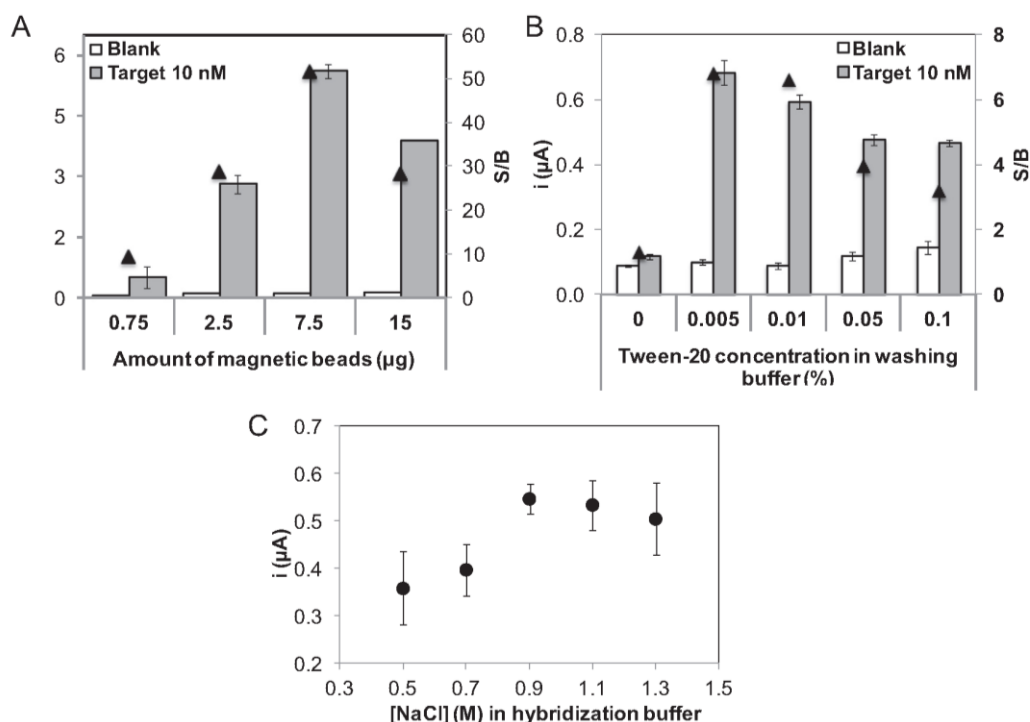 A
Blank
Target 10 nM
6
5
3
2
0
60
50
40
30
20
10
0
S/B
0.75 2.5 7.5 15
Amount of magnetic beads (µg)
B
Blank
Target 10 nM
i (µA)
0.8
0.6
0.4
0.2
0.0
8
6
4
2
0
S/B
0 0.005 0.01 0.05 0.1
Tween-20 concentration in washing
buffer (%)
C
i (µA)
0.7
0.6
0.5
0.4
0.3
0.2
0.3 0.5 0.7 0.9 1.1 1.3 1.5
[NaCl] (M) in hybridization buffer